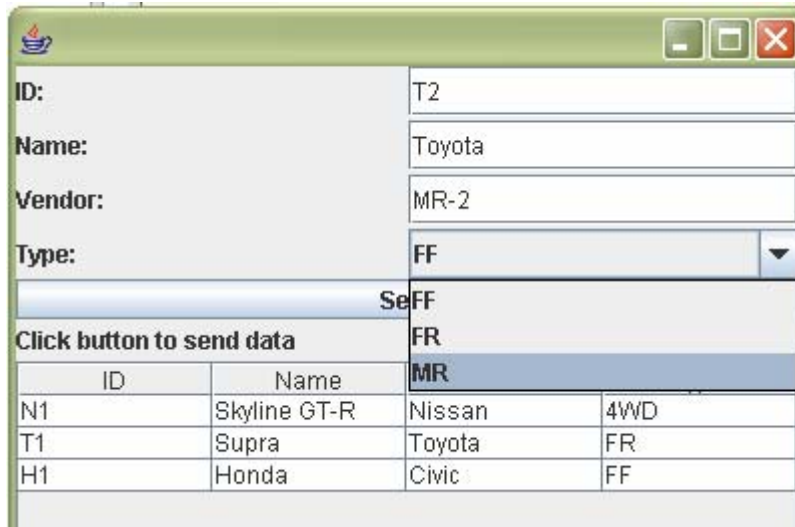 ID: T2
Name: Toyota
Vendor: MR-2
Type: FF
Se
FF
FR
MR
Click button to send data
ID Name
N1 Skyline GT-R Nissan 4WD
T1 Supra Toyota FR
H1 Honda Civic FF